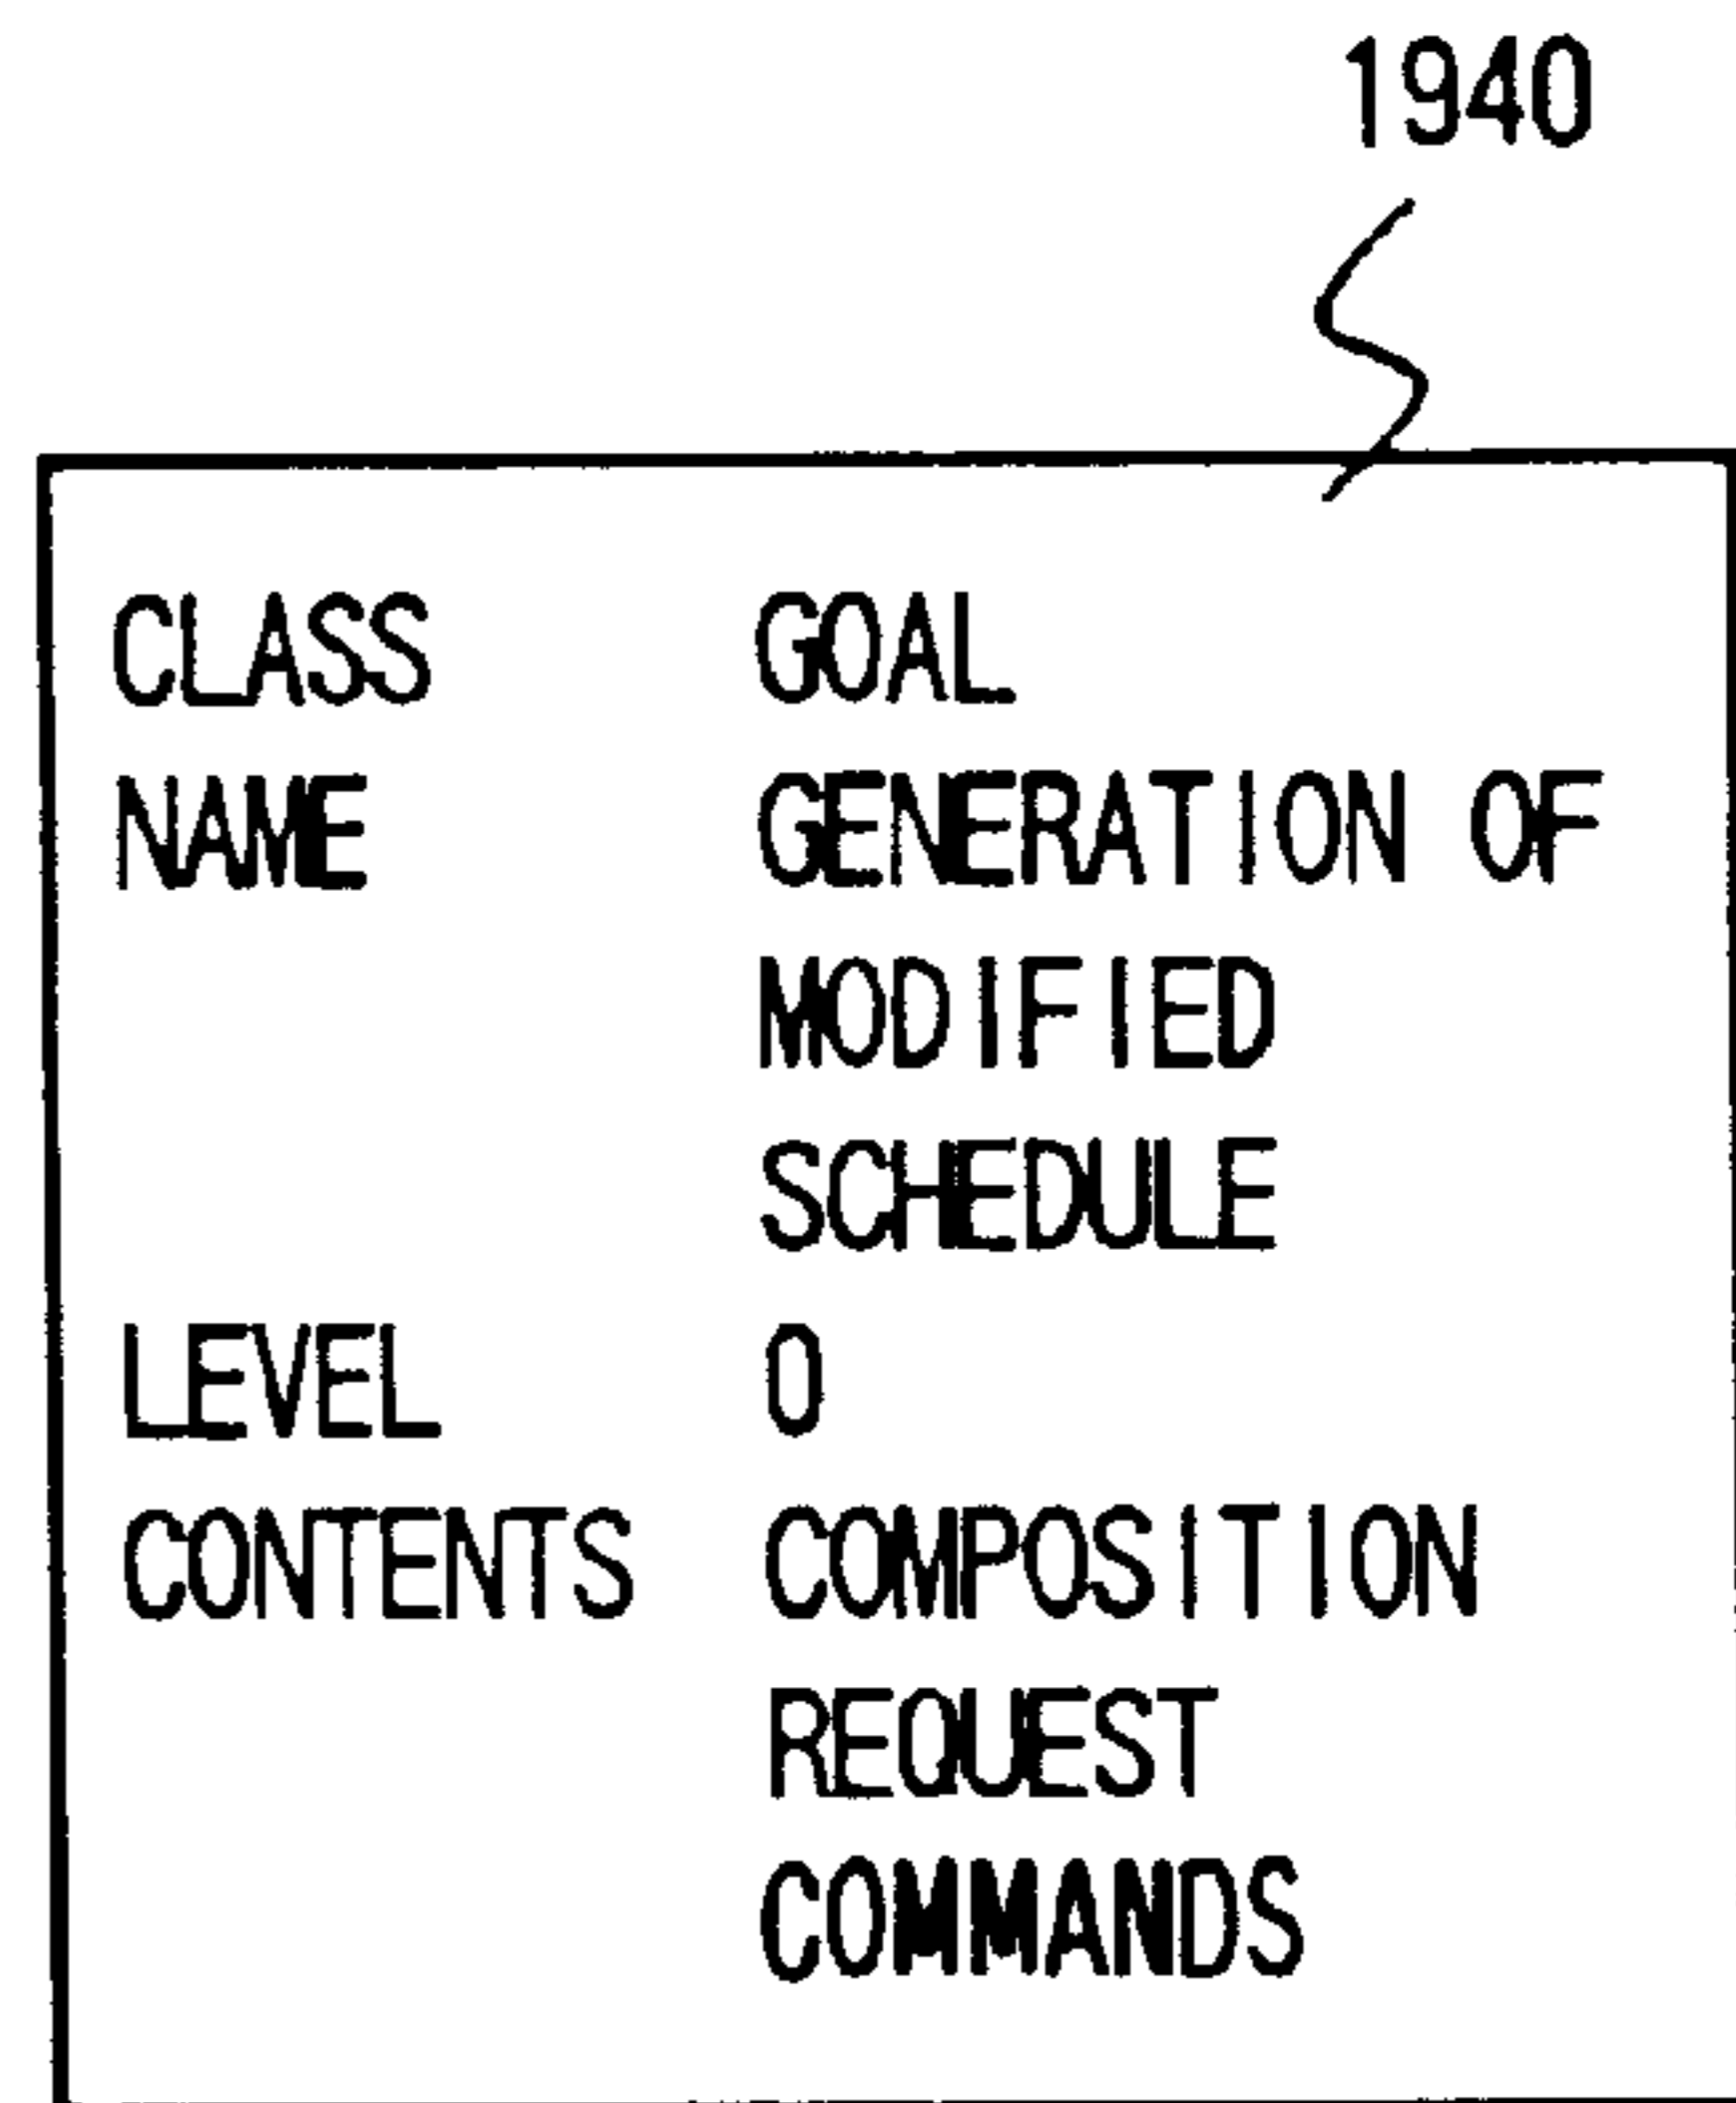 1940
CLASS GOAL
NAME GENERATION OF
MODIFIED
SCHEDULE
LEVEL 0
CONTENTS COMPOSITION
REQUEST
COMMANDS